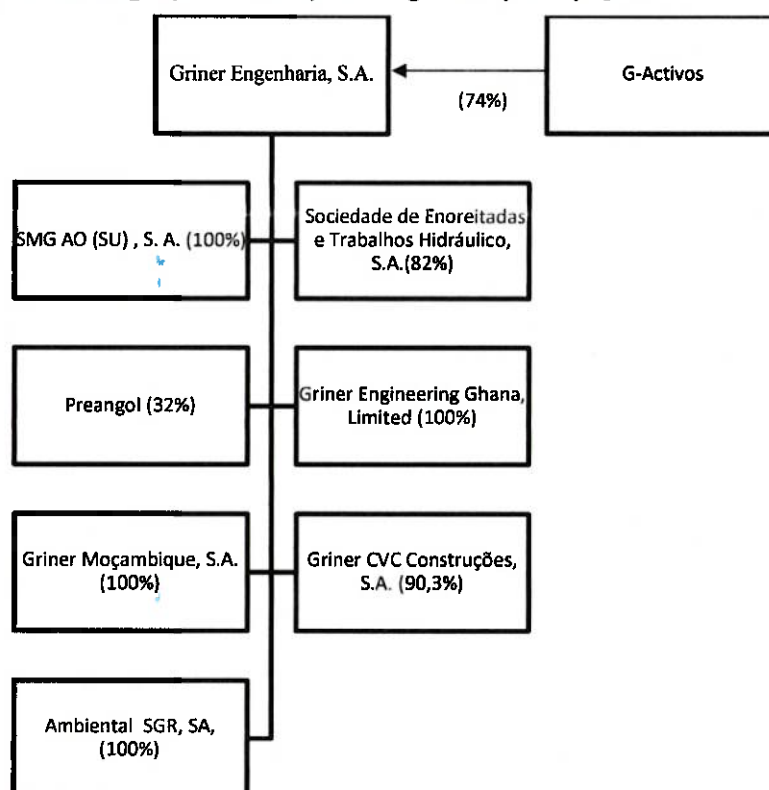 Griner Engenharia, S.A.
G-Activos
(74%)
SMG AO (SU) , S. A. (100%)
Sociedade de Enoreitadas
e Trabalhos Hidráulico,
S.A.(82%)
Preangol (32%)
Griner Engineering Ghana,
Limited (100%)
Griner Moçambique, S.A.
(100%)
Griner CVC Construções,
S.A. (90,3%)
Ambiental SGR, SA,
(100%)